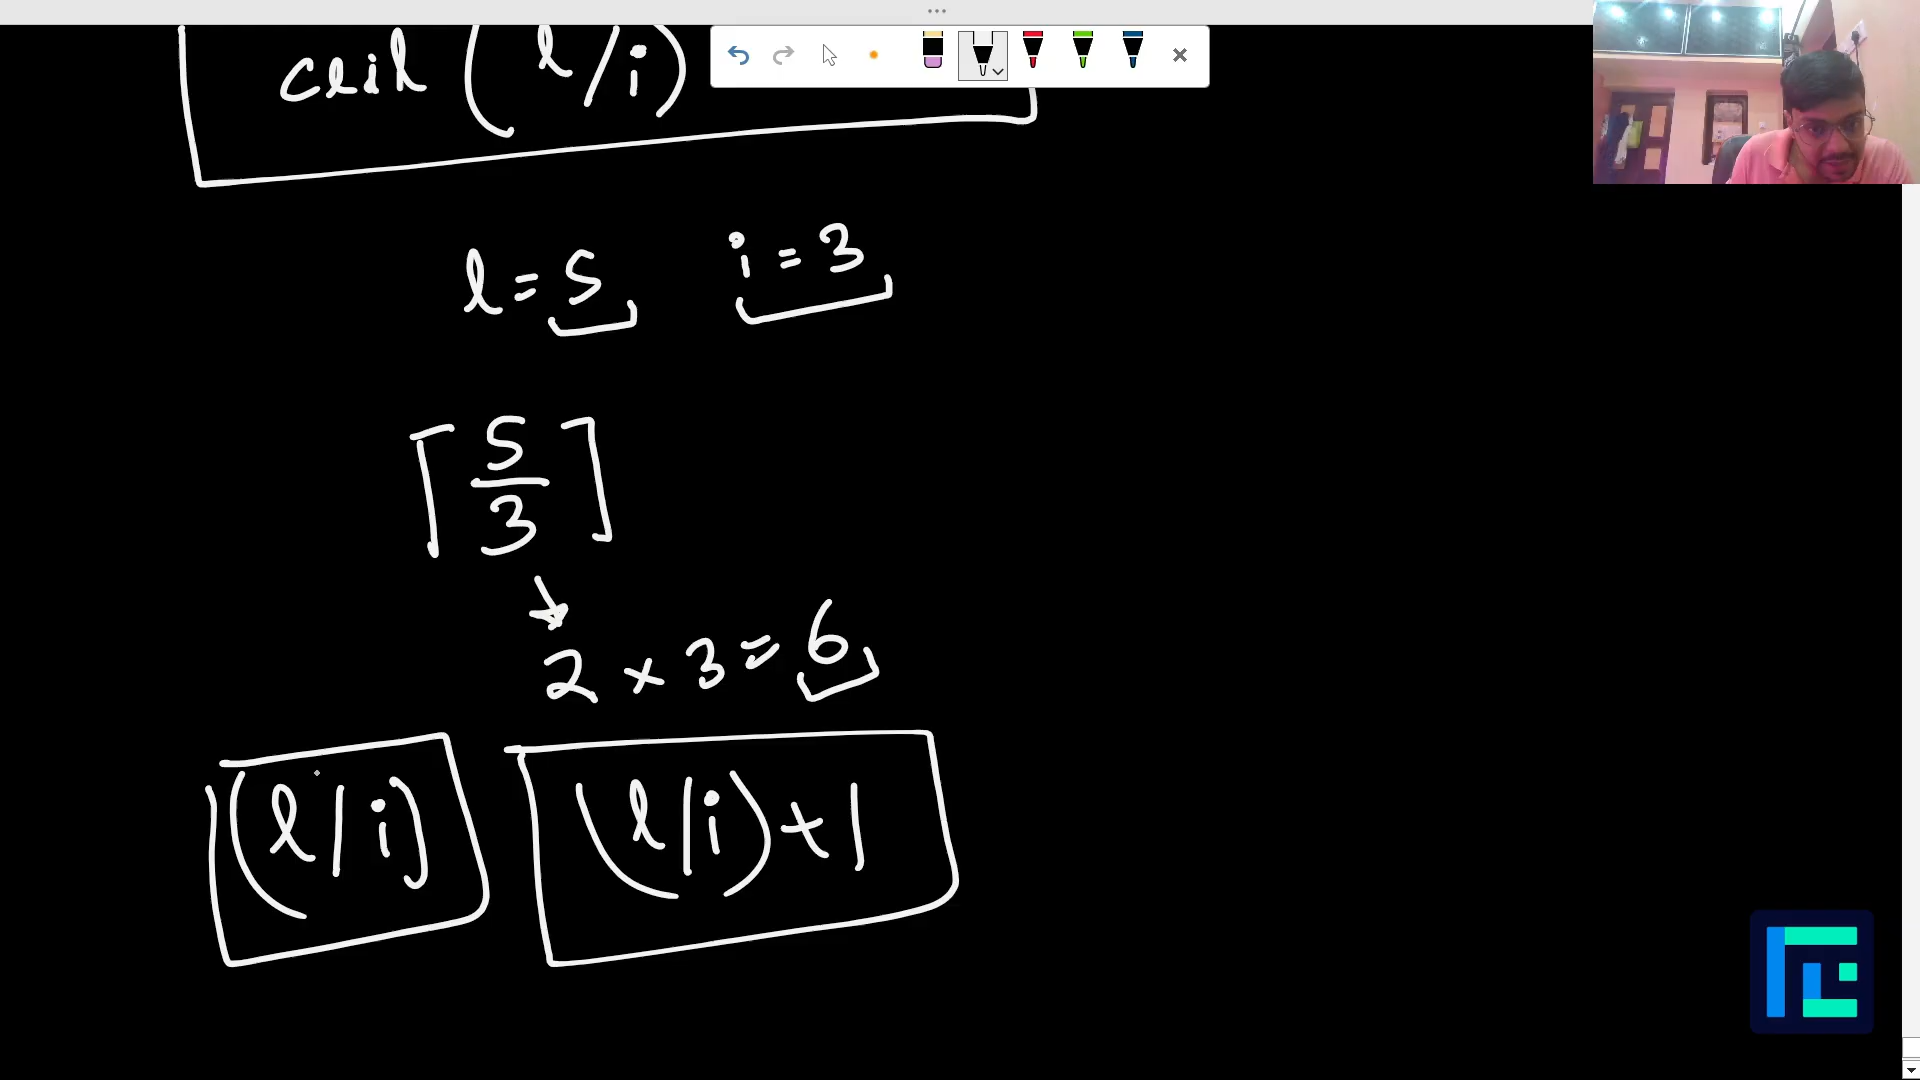 ceil ( l/i )
l = 5 i = 3
⌈ 5/3 ⌉
2 × 3 = 6
(l/i) (l/i)+1